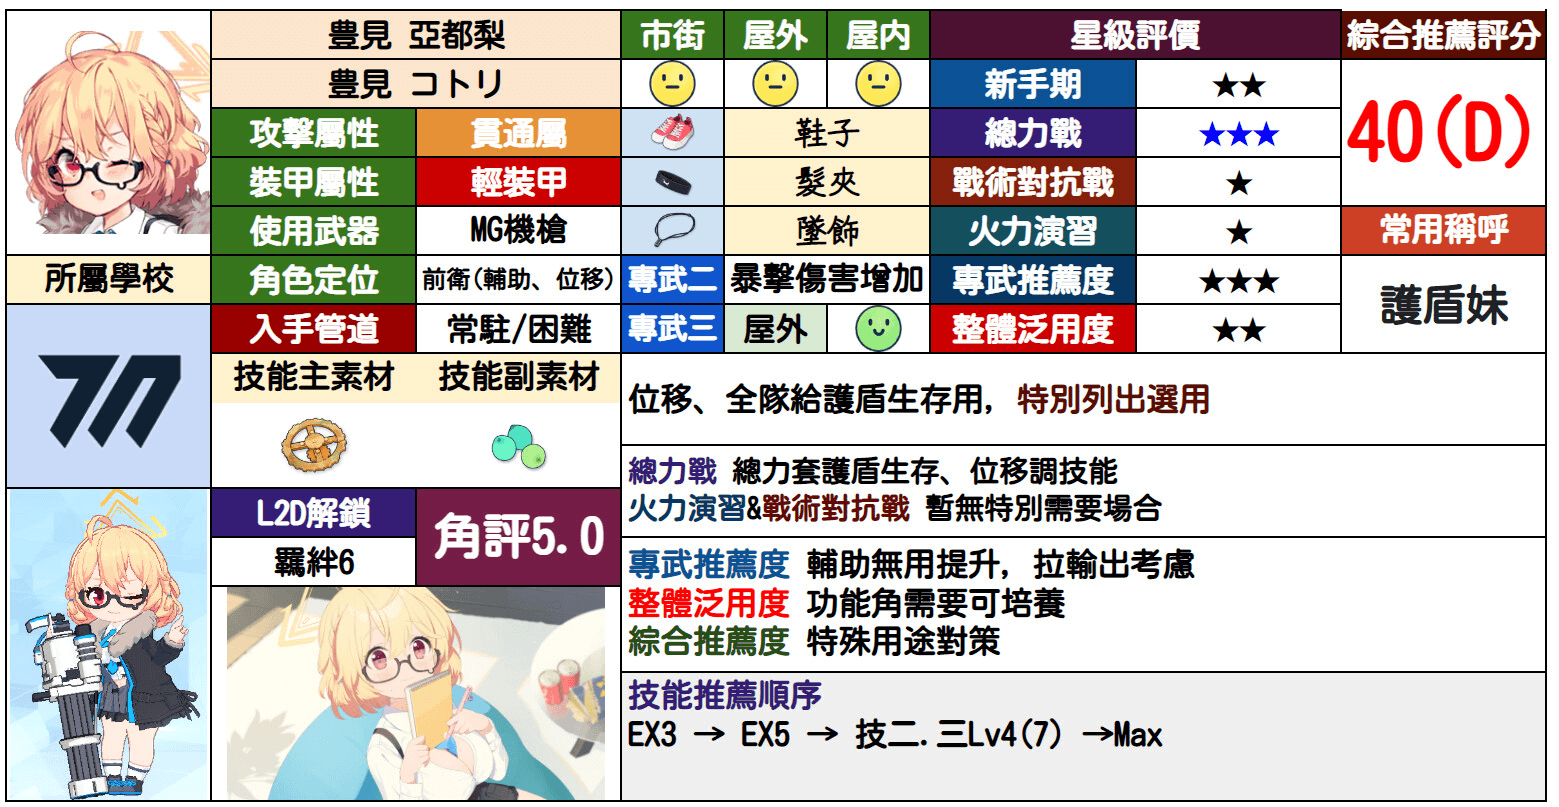 豊見 亞都梨
市街
屋外
屋内
星級評價
綜合推薦評分
豊見 コトリ
新手期
★★
40(D)
攻擊屬性
貫通屬
鞋子
總力戰
★★★
裝甲屬性
輕裝甲
髮夾
戰術對抗戰
★
使用武器
MG機槍
墜飾
火力演習
★
常用稱呼
所屬學校
角色定位
前衛(輔助、位移)
專武二
暴擊傷害增加
專武推薦度
★★★
護盾妹
入手管道
常駐/困難
專武三
屋外
整體泛用度
★★
技能主素材
技能副素材
位移、全隊給護盾生存用, 特別列出選用
總力戰 總力套護盾生存、位移調技能
火力演習&戰術對抗戰 暫無特別需要場合
L2D解鎖
角評5.0
羈絆6
專武推薦度 輔助無用提升, 拉輸出考慮
整體泛用度 功能角需要可培養
綜合推薦度 特殊用途對策
技能推薦順序
EX3 → EX5 → 技二.三Lv4(7) →Max